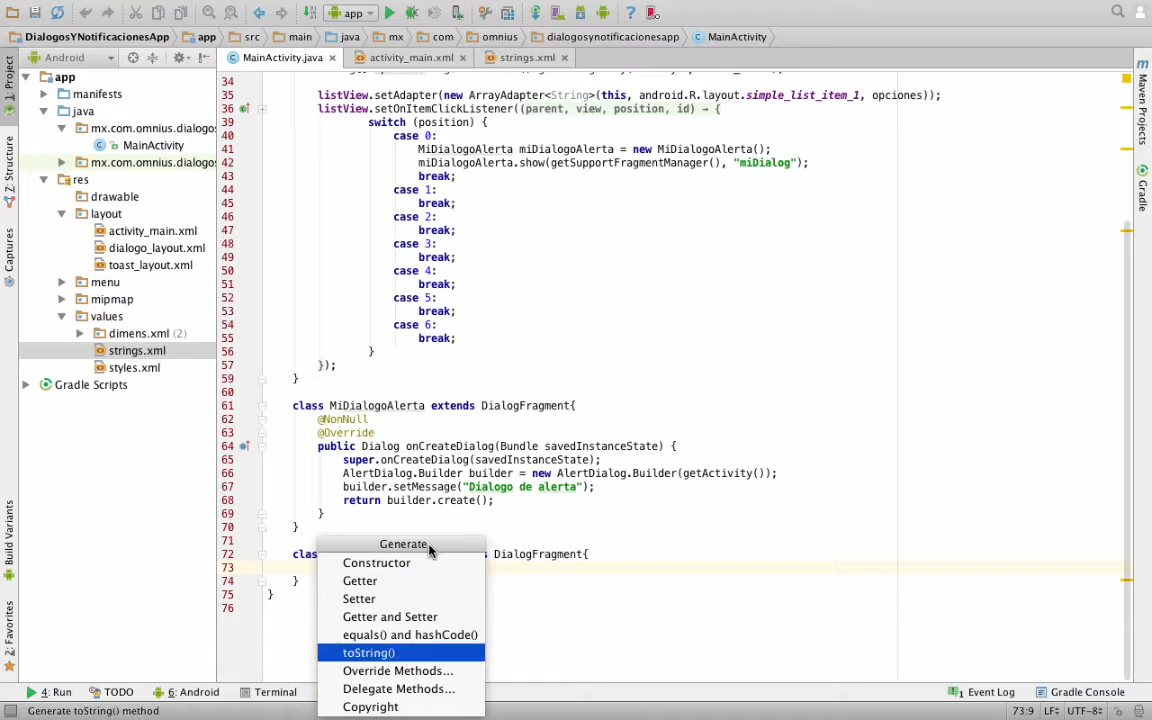 app
DialogosYNotificacionesApp app src main java mx com omnius dialogosynotificacionesapp MainActivity
Android MainActivity.java activity_main.xml strings.xml
1: Project
Z: Structure
Captures
Build Variants
2: Favorites
Maven Projects
Gradle
app
manifests
java
mx.com.omnius.dialogos
MainActivity
mx.com.omnius.dialogos
res
drawable
layout
activity_main.xml
dialogo_layout.xml
toast_layout.xml
menu
mipmap
values
dimens.xml (2)
strings.xml
styles.xml
Gradle Scripts
34
35 listView.setAdapter(new ArrayAdapter<String>(this, android.R.layout.simple_list_item_1, opciones));
36 listView.setOnItemClickListener((parent, view, position, id) → {
39 switch (position) {
40 case 0:
41 MiDialogoAlerta miDialogoAlerta = new MiDialogoAlerta();
42 miDialogoAlerta.show(getSupportFragmentManager(), "miDialog");
43 break;
44 case 1:
45 break;
46 case 2:
47 break;
48 case 3:
49 break;
50 case 4:
51 break;
52 case 5:
53 break;
54 case 6:
55 break;
56 }
57 });
59 }
60
61 class MiDialogoAlerta extends DialogFragment{
62 @NonNull
63 @Override
64 public Dialog onCreateDialog(Bundle savedInstanceState) {
65 super.onCreateDialog(savedInstanceState);
66 AlertDialog.Builder builder = new AlertDialog.Builder(getActivity());
67 builder.setMessage("Dialogo de alerta");
68 return builder.create();
69 }
70 }
71
72 clas DialogFragment{
73
74 }
75 }
76
Generate
Constructor
Getter
Setter
Getter and Setter
equals() and hashCode()
toString()
Override Methods...
Delegate Methods...
Copyright
4: Run TODO 6: Android Terminal 1 Event Log Gradle Console
Generate toString() method 73:9 LF UTF-8